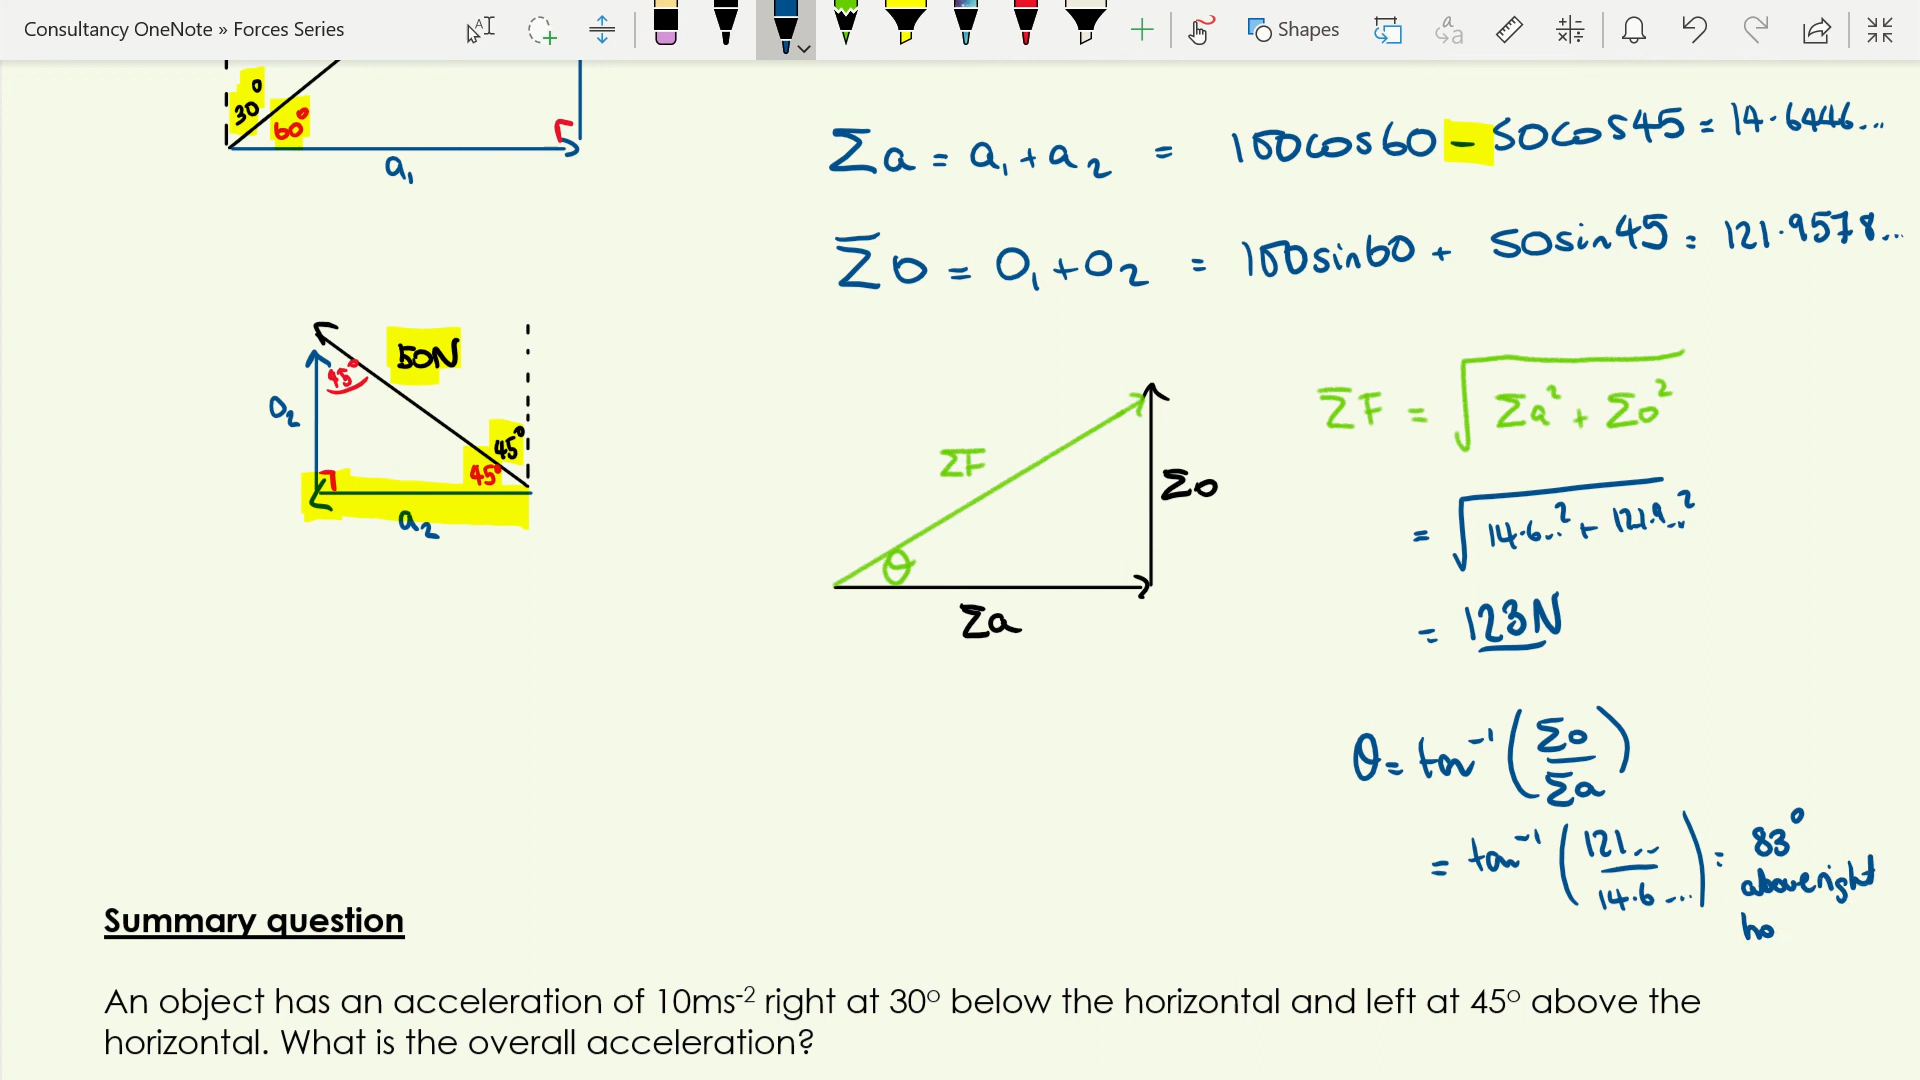 Consultancy OneNote » Forces Series
Shapes
30°
60°
a₁
Σa = a₁ + a₂ = 100cos60 - 50cos45 = 14.6446...
Σo = O₁ + O₂ = 100sin60 + 50sin45 = 121.9578...
50N
45°
O₂
45°
45°
a₂
ΣF
θ
Σo
Σa
ΣF = √(Σa² + Σo²)
= √(14.6..² + 121.9..²)
= 123N
θ = tan⁻¹ (Σo/Σa)
= tan⁻¹ (121.../14.6...) = 83°
above right
ho
Summary question
An object has an acceleration of 10ms⁻² right at 30° below the horizontal and left at 45° above the
horizontal. What is the overall acceleration?